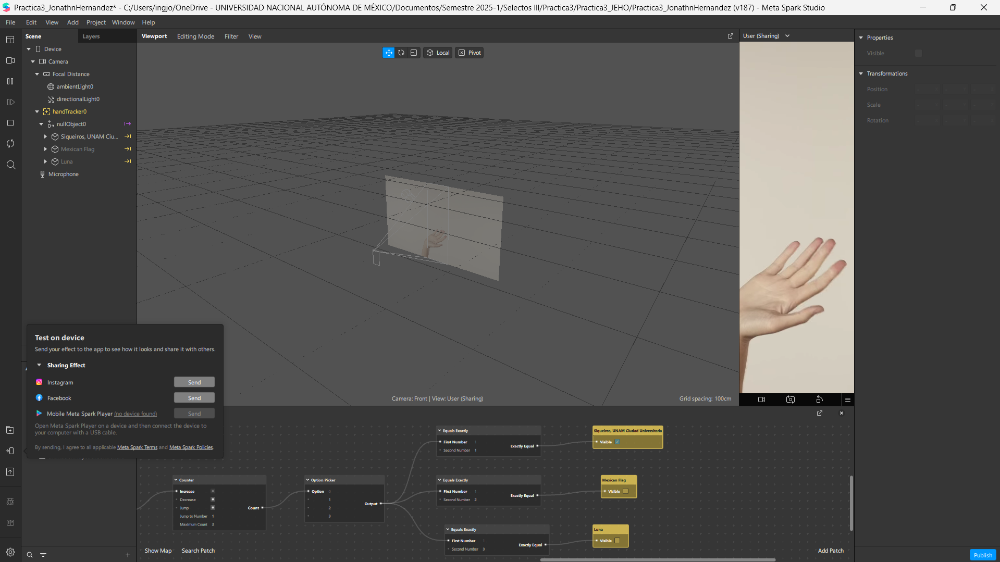 Practica3_JonathnHernandez* - C:/Users/ingjo/OneDrive - UNIVERSIDAD NACIONAL AUTÓNOMA DE MÉXICO/Documentos/Semestre 2025-1/Selectos III/Practica3/Practica3_JEHO/Practica3_JonathnHernandez (v187) - Meta Spark Studio
File Edit View Add Project Window Help
Scene Layers
Viewport Editing Mode Filter View
User (Sharing)
Properties
Visible
Transformations
Position
Scale
Rotation
Local Pivot
Device
Camera
Focal Distance
ambientLight0
directionalLight0
handTracker0
nullObject0
Siqueiros, UNAM Ciu...
Mexican Flag
Luna
Microphone
Test on device
Send your effect to the app to see how it looks and share it with others.
Sharing Effect
Instagram Send
Facebook Send
Mobile Meta Spark Player (no device found) Send
Open Meta Spark Player on a device and then connect the device to
your computer with a USB cable.
By sending, I agree to all applicable Meta Spark Terms and Meta Spark Policies.
Camera: Front | View: User (Sharing)
Grid spacing: 100cm
Counter
Increase
Decrease
Jump
Jump to Number 1
Maximum Count 3
Count
Option Picker
Option 0
1
2
3
Output
Equals Exactly
First Number 1
Second Number 1
Exactly Equal
Siqueiros, UNAM Ciudad Universitaria
Visible
Equals Exactly
First Number 1
Second Number 2
Exactly Equal
Mexican Flag
Visible
Equals Exactly
First Number 1
Second Number 3
Exactly Equal
Luna
Visible
Show Map Search Patch
Add Patch
Publish